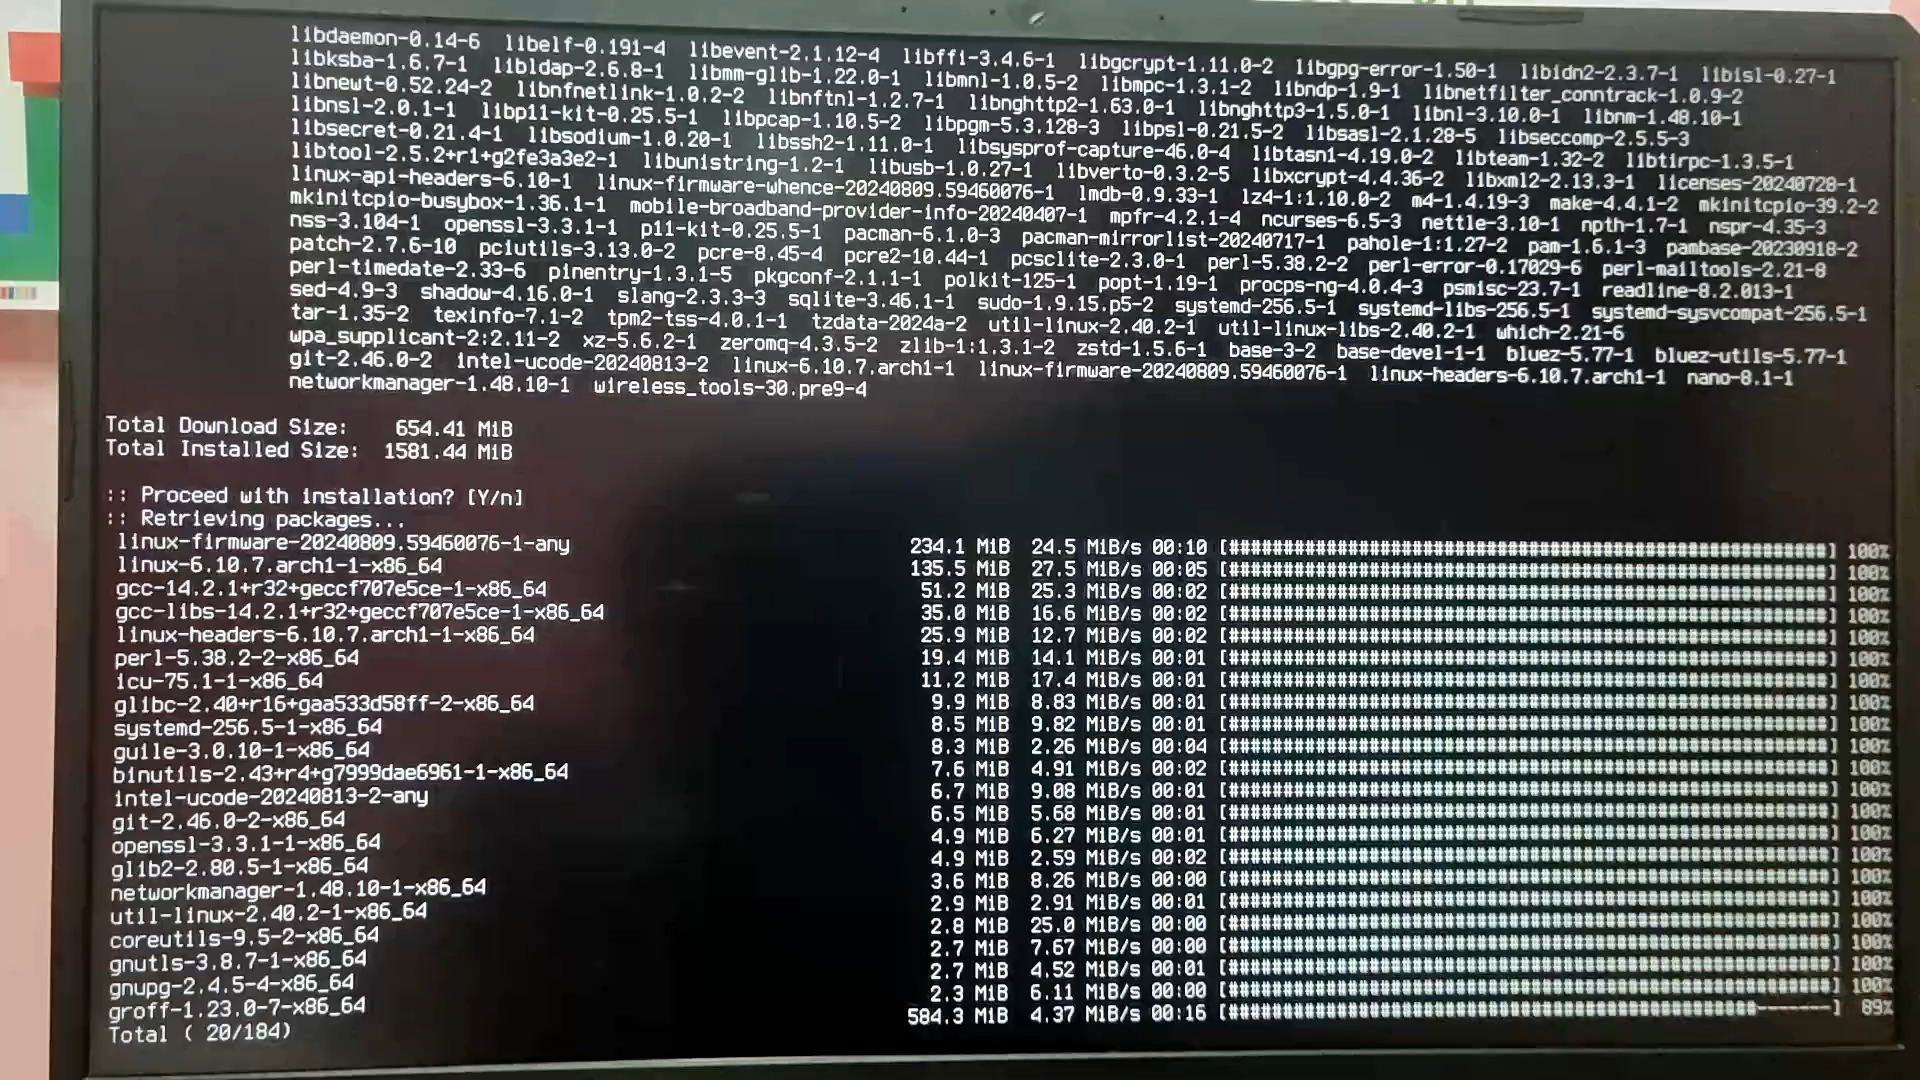 libdaemon-0.14-6 libelf-0.191-4 libevent-2.1.12-4 libffi-3.4.6-1 libgcrypt-1.11.0-2 libgpg-error-1.50-1 libidn2-2.3.7-1 libisl-0.27-1
libksba-1.6.7-1 libldap-2.6.8-1 libmm-glib-1.22.0-1 libmnl-1.0.5-2 libmpc-1.3.1-2 libndp-1.9-1 libnetfilter_conntrack-1.0.9-2
libnewt-0.52.24-2 libnfnetlink-1.0.2-2 libnftnl-1.2.7-1 libnghttp2-1.63.0-1 libnghttp3-1.5.0-1 libnl-3.10.0-1 libnm-1.48.10-1
libnsl-2.0.1-1 libp11-kit-0.25.5-1 libpcap-1.10.5-2 libpgm-5.3.128-3 libpsl-0.21.5-2 libsasl-2.1.28-5 libseccomp-2.5.5-3
libsecret-0.21.4-1 libsodium-1.0.20-1 libssh2-1.11.0-1 libsysprof-capture-46.0-4 libtasn1-4.19.0-2 libteam-1.32-2 libtirpc-1.3.5-1
libtool-2.5.2+r1+g2fe3a3e2-1 libunistring-1.2-1 libusb-1.0.27-1 libverto-0.3.2-5 libxcrypt-4.4.36-2 libxml2-2.13.3-1 licenses-20240728-1
linux-api-headers-6.10-1 linux-firmware-whence-20240809.59460076-1 lmdb-0.9.33-1 lz4-1:1.10.0-2 m4-1.4.19-3 make-4.4.1-2 mkinitcpio-39.2-2
mkinitcpio-busybox-1.36.1-1 mobile-broadband-provider-info-20240407-1 mpfr-4.2.1-4 ncurses-6.5-3 nettle-3.10-1 npth-1.7-1 nspr-4.35-3
nss-3.104-1 openssl-3.3.1-1 p11-kit-0.25.5-1 pacman-6.1.0-3 pacman-mirrorlist-20240717-1 pahole-1:1.27-2 pam-1.6.1-3 pambase-20230918-2
patch-2.7.6-10 pciutils-3.13.0-2 pcre-8.45-4 pcre2-10.44-1 pcsclite-2.3.0-1 perl-5.38.2-2 perl-error-0.17029-6 perl-mailtools-2.21-8
perl-timedate-2.33-6 pinentry-1.3.1-5 pkgconf-2.1.1-1 polkit-125-1 popt-1.19-1 procps-ng-4.0.4-3 psmisc-23.7-1 readline-8.2.013-1
sed-4.9-3 shadow-4.16.0-1 slang-2.3.3-3 sqlite-3.46.1-1 sudo-1.9.15.p5-2 systemd-256.5-1 systemd-libs-256.5-1 systemd-sysvcompat-256.5-1
tar-1.35-2 texinfo-7.1-2 tpm2-tss-4.0.1-1 tzdata-2024a-2 util-linux-2.40.2-1 util-linux-libs-2.40.2-1 which-2.21-6
wpa_supplicant-2:2.11-2 xz-5.6.2-1 zeromq-4.3.5-2 zlib-1:1.3.1-2 zstd-1.5.6-1 base-3-2 base-devel-1-1 bluez-5.77-1 bluez-utils-5.77-1
git-2.46.0-2 intel-ucode-20240813-2 linux-6.10.7.arch1-1 linux-firmware-20240809.59460076-1 linux-headers-6.10.7.arch1-1 nano-8.1-1
networkmanager-1.48.10-1 wireless_tools-30.pre9-4
Total Download Size: 654.41 MiB
Total Installed Size: 1581.44 MiB
:: Proceed with installation? [Y/n]
:: Retrieving packages...
linux-firmware-20240809.59460076-1-any 234.1 MiB 24.5 MiB/s 00:10 [######################################################] 100%
linux-6.10.7.arch1-1-x86_64 135.5 MiB 27.5 MiB/s 00:05 [######################################################] 100%
gcc-14.2.1+r32+geccf707e5ce-1-x86_64 51.2 MiB 25.3 MiB/s 00:02 [######################################################] 100%
gcc-libs-14.2.1+r32+geccf707e5ce-1-x86_64 35.0 MiB 16.6 MiB/s 00:02 [######################################################] 100%
linux-headers-6.10.7.arch1-1-x86_64 25.9 MiB 12.7 MiB/s 00:02 [######################################################] 100%
perl-5.38.2-2-x86_64 19.4 MiB 14.1 MiB/s 00:01 [######################################################] 100%
icu-75.1-1-x86_64 11.2 MiB 17.4 MiB/s 00:01 [######################################################] 100%
glibc-2.40+r16+gaa533d58ff-2-x86_64 9.9 MiB 8.83 MiB/s 00:01 [######################################################] 100%
systemd-256.5-1-x86_64 8.5 MiB 9.82 MiB/s 00:01 [######################################################] 100%
guile-3.0.10-1-x86_64 8.3 MiB 2.26 MiB/s 00:04 [######################################################] 100%
binutils-2.43+r4+g7999dae6961-1-x86_64 7.6 MiB 4.91 MiB/s 00:02 [######################################################] 100%
intel-ucode-20240813-2-any 6.7 MiB 9.08 MiB/s 00:01 [######################################################] 100%
git-2.46.0-2-x86_64 6.5 MiB 5.68 MiB/s 00:01 [######################################################] 100%
openssl-3.3.1-1-x86_64 4.9 MiB 6.27 MiB/s 00:01 [######################################################] 100%
glib2-2.80.5-1-x86_64 4.9 MiB 2.59 MiB/s 00:02 [######################################################] 100%
networkmanager-1.48.10-1-x86_64 3.6 MiB 8.26 MiB/s 00:00 [######################################################] 100%
util-linux-2.40.2-1-x86_64 2.9 MiB 2.91 MiB/s 00:01 [######################################################] 100%
coreutils-9.5-2-x86_64 2.8 MiB 25.0 MiB/s 00:00 [######################################################] 100%
gnutls-3.8.7-1-x86_64 2.7 MiB 7.67 MiB/s 00:00 [######################################################] 100%
gnupg-2.4.5-4-x86_64 2.7 MiB 4.52 MiB/s 00:01 [######################################################] 100%
groff-1.23.0-7-x86_64 2.3 MiB 6.11 MiB/s 00:00 [######################################################] 100%
Total ( 20/184) 584.3 MiB 4.37 MiB/s 00:16 [################################################-------] 89%